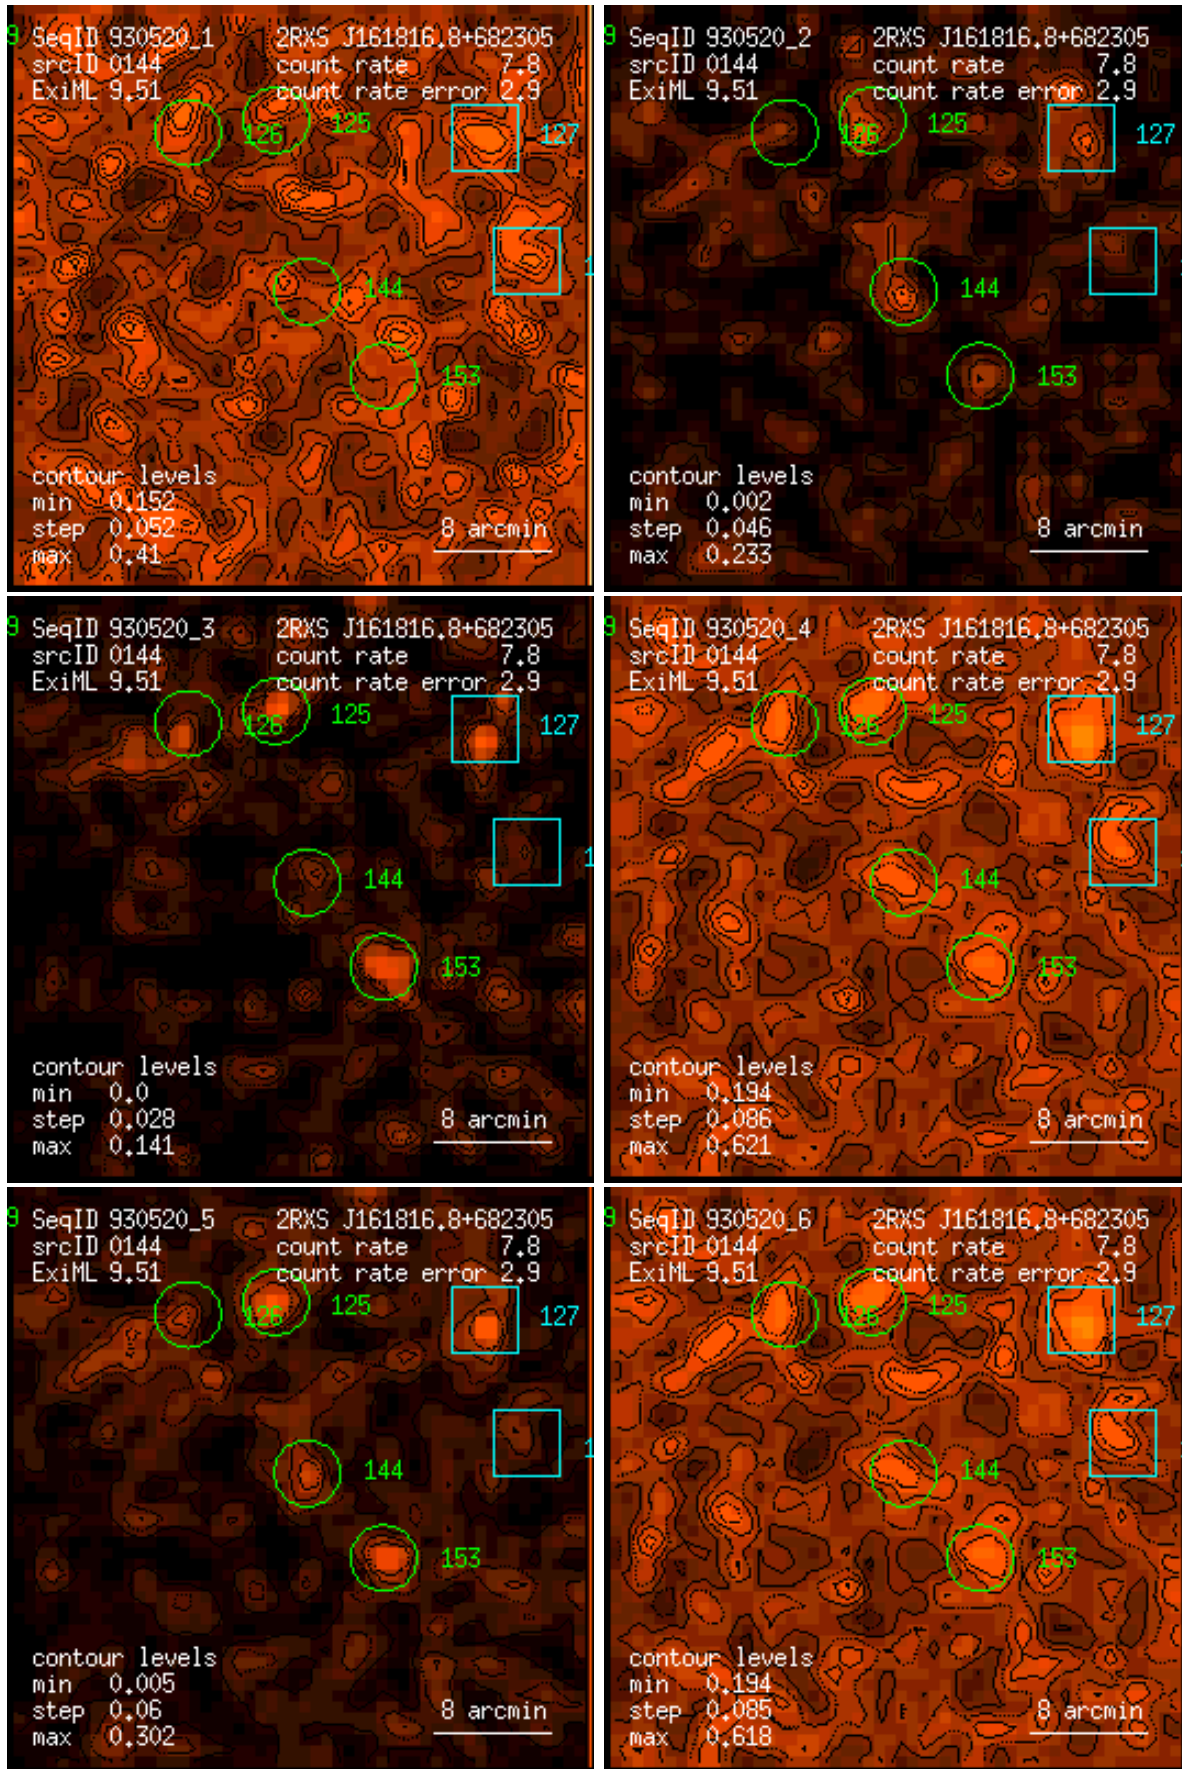 9 SeqID 930520_1 2RXS J161816.8+682305
srcID 0144 count rate 7.8
ExiML 9.51 count rate error 2.9
126 125 127
144
153
contour levels
min 0.152
step 0.052 8 arcmin
max 0.41
9 SeqID 930520_2 2RXS J161816.8+682305
srcID 0144 count rate 7.8
ExiML 9.51 count rate error 2.9
126 125 127
144
153
contour levels
min 0.002
step 0.046 8 arcmin
max 0.233
9 SeqID 930520_3 2RXS J161816.8+682305
srcID 0144 count rate 7.8
ExiML 9.51 count rate error 2.9
126 125 127
1
144
153
contour levels
min 0.0
step 0.028 8 arcmin
max 0.141
9 SeqID 930520_4 2RXS J161816.8+682305
srcID 0144 count rate 7.8
ExiML 9.51 count rate error 2.9
126 125 127
144
153
contour levels
min 0.194
step 0.086 8 arcmin
max 0.621
9 SeqID 930520_5 2RXS J161816.8+682305
srcID 0144 count rate 7.8
ExiML 9.51 count rate error 2.9
126 125 127
1
144
153
contour levels
min 0.005
step 0.06 8 arcmin
max 0.302
9 SeqID 930520_6 2RXS J161816.8+682305
srcID 0144 count rate 7.8
ExiML 9.51 count rate error 2.9
126 125 127
144
153
contour levels
min 0.194
step 0.085 8 arcmin
max 0.618